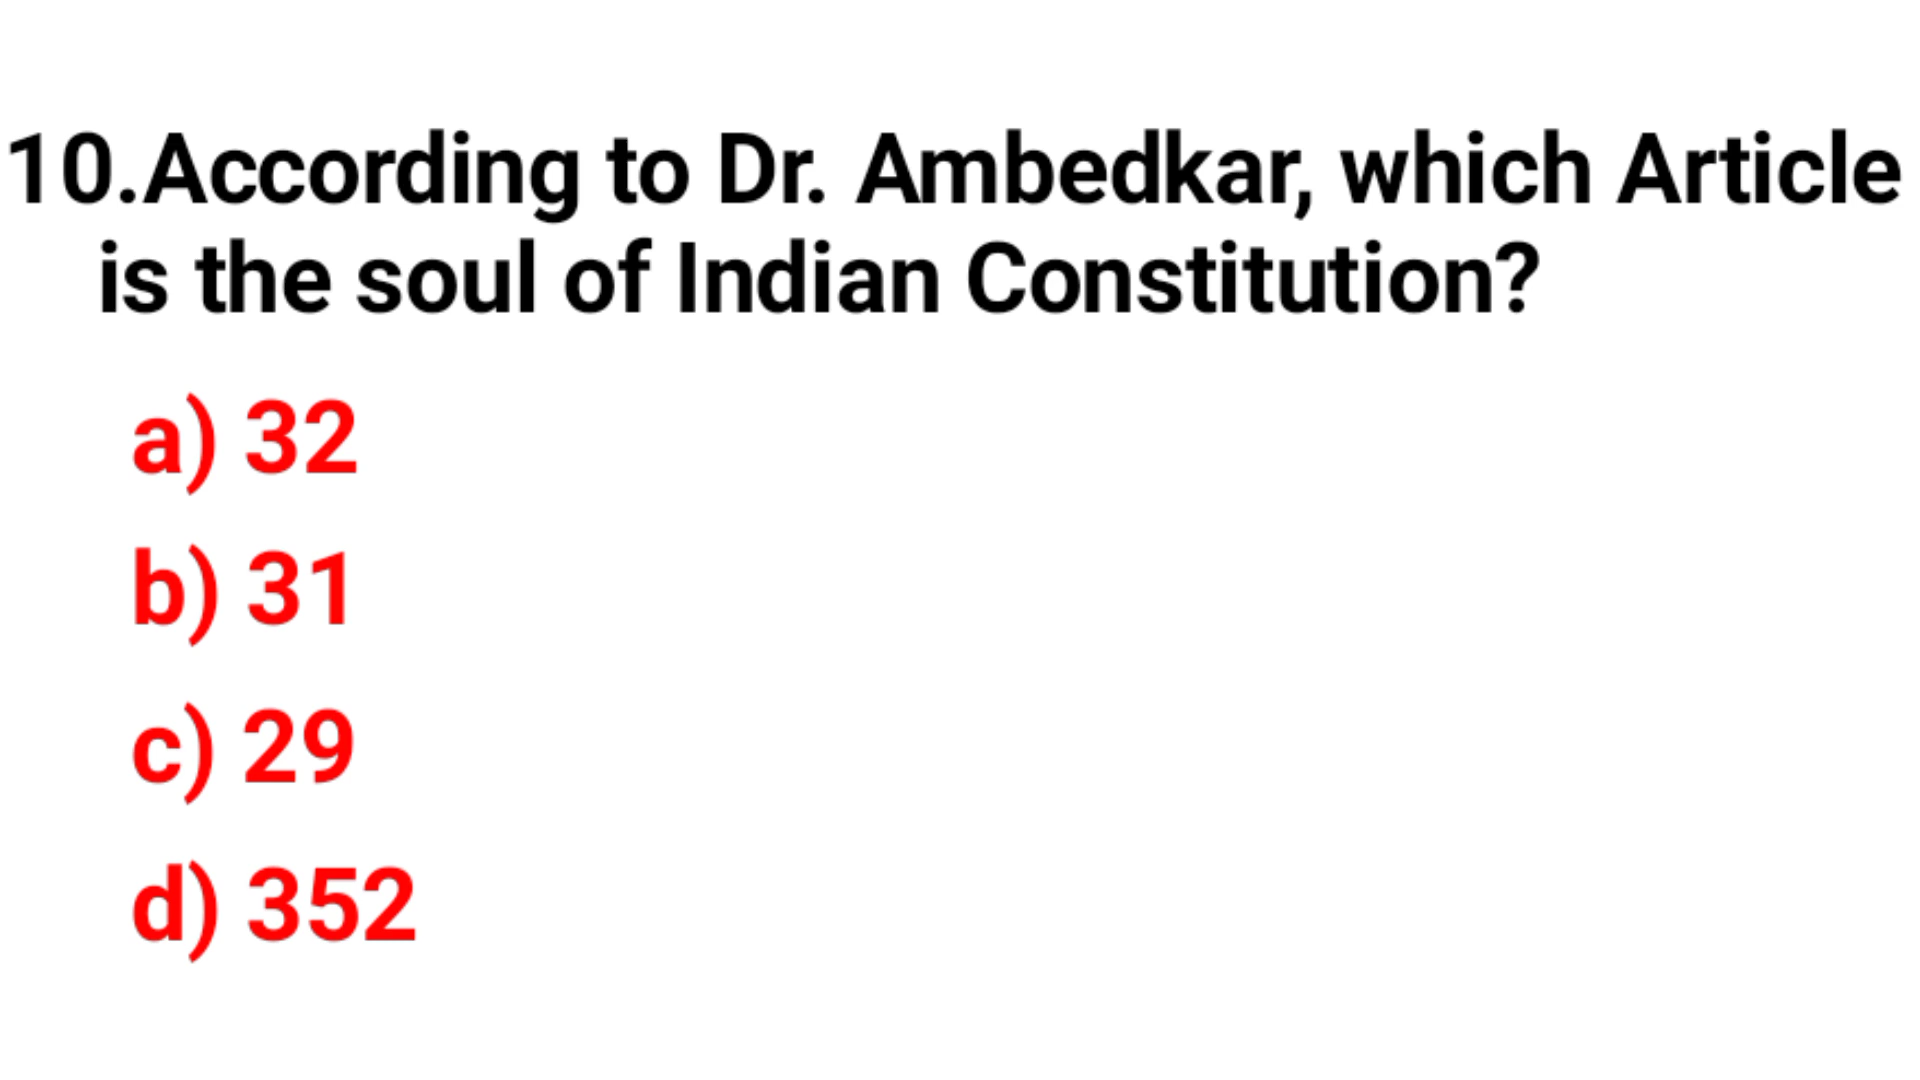 10.According to Dr. Ambedkar, which Article
is the soul of Indian Constitution?
a) 32
b) 31
c) 29
d) 352